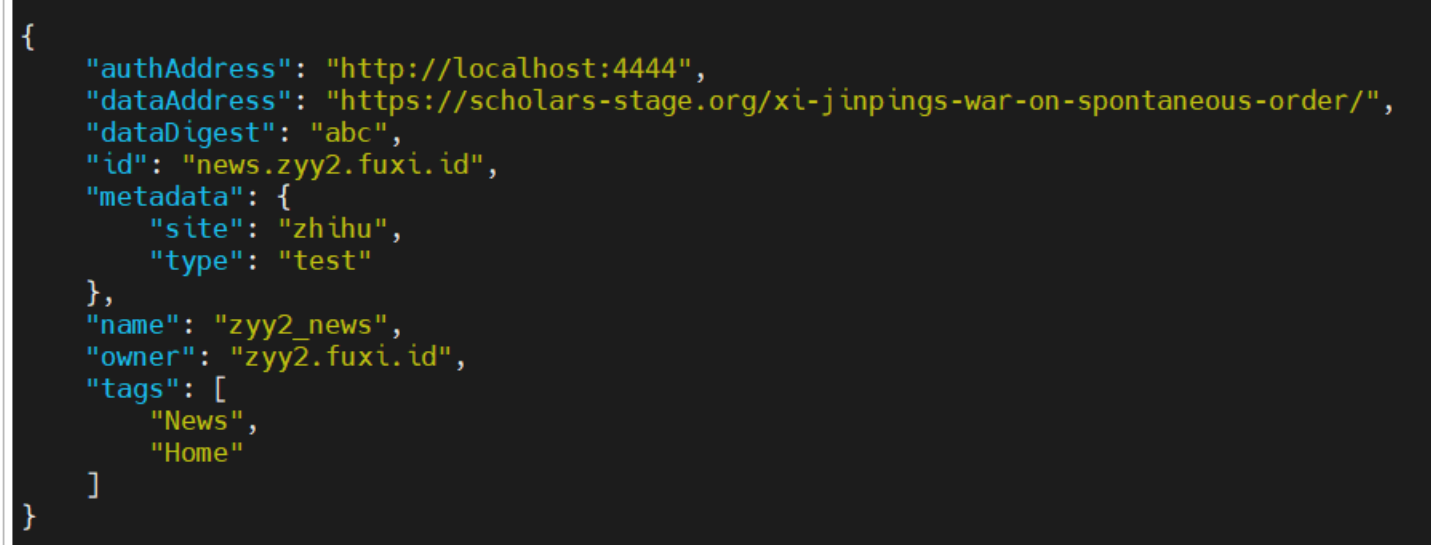 {
    "authAddress": "http://localhost:4444",
    "dataAddress": "https://scholars-stage.org/xi-jinpings-war-on-spontaneous-order/",
    "dataDigest": "abc",
    "id": "news.zyy2.fuxi.id",
    "metadata": {
        "site": "zhihu",
        "type": "test"
    },
    "name": "zyy2_news",
    "owner": "zyy2.fuxi.id",
    "tags": [
        "News",
        "Home"
    ]
}